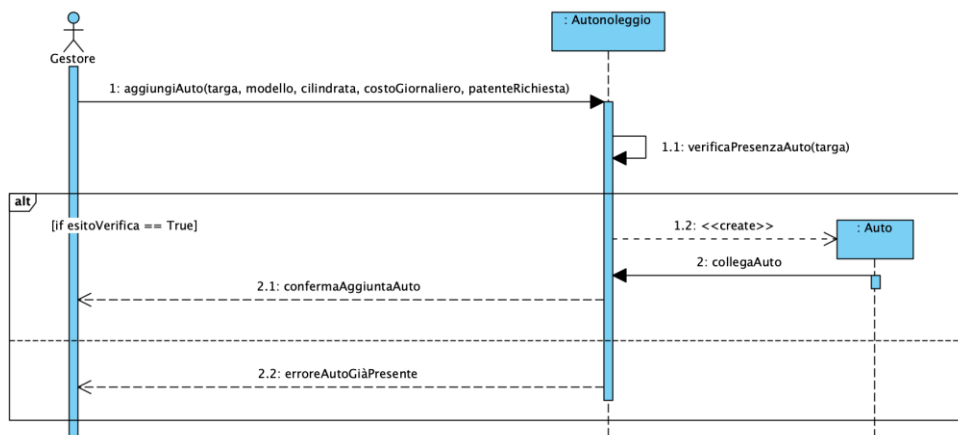 : Autonoleggio
Gestore
1: aggiungiAuto(targa, modello, cilindrata, costoGiornaliero, patenteRichiesta)
1.1: verificaPresenzaAuto(targa)
alt
[if esitoVerifica == True]
1.2: <<create>>
: Auto
2: collegaAuto
2.1: confermaAggiuntaAuto
2.2: erroreAutoGiàPresente